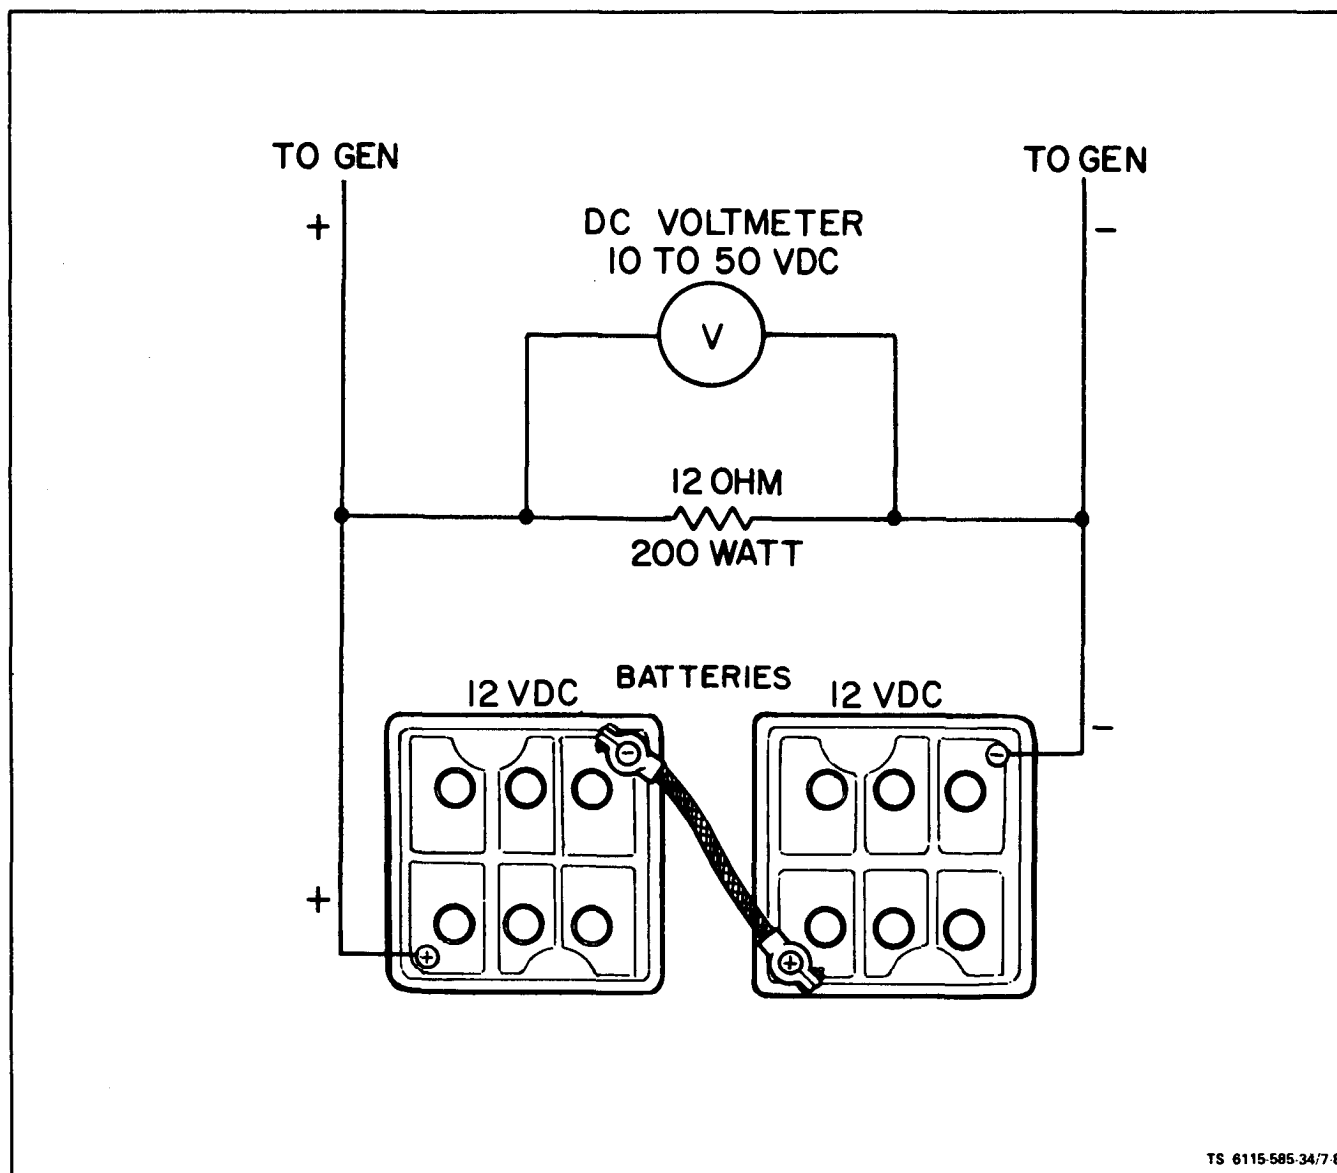 TO GEN
TO GEN
+
−
DC VOLTMETER
10 TO 50 VDC
V
12 OHM
200 WATT
BATTERIES
12 VDC
12 VDC
−
−
−
+
+
+
TS 6115-585-34/7-8